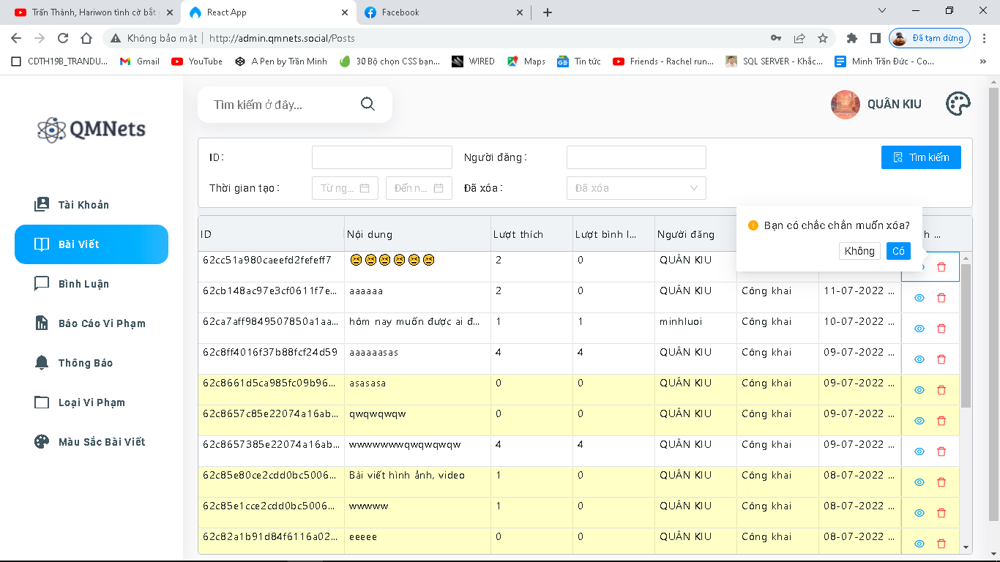 Trấn Thành, Hariwon tình cờ bắt
React App
Facebook
Không bảo mật
http://admin.qmnets.social/Posts
Đã tạm dừng
CDTH19B_TRANDU...
Gmail
YouTube
A Pen by Trần Minh
30 Bộ chọn CSS bạn...
WIRED
Maps
Tin tức
Friends - Rachel run...
SQL SERVER - Khắc...
Minh Trần Đức - Co...
QMNets
Tìm kiếm ở đây...
QUÂN KIU
Tài Khoản
Bài Viết
Bình Luận
Báo Cáo Vi Phạm
Thông Báo
Loại Vi Phạm
Màu Sắc Bài Viết
ID:
Người đăng:
Tìm kiếm
Thời gian tạo:
Từ ng...
Đến n...
Đã xóa:
Đã xóa
Bạn có chắc chắn muốn xóa?
Không
Có
ID Nội dung Lượt thích Lượt bình l... Người đăng
62cc51a980caeefd2fefeff7 2 0 QUÂN KIU
62cb148ac97e3cf0611f7e... aaaaaa 2 0 QUÂN KIU Công khai 11-07-2022 ...
62ca7aff9849507850a1aa... hôm nay muốn được ai đ... 1 1 minhluoi Công khai 10-07-2022 ...
62c8ff4016f37b88fcf24d59 aaaaaasas 4 4 QUÂN KIU Công khai 09-07-2022 ...
62c8661d5ca985fc09b96... asasasa 0 0 QUÂN KIU Công khai 09-07-2022 ...
62c8657c85e22074a16ab... qwqwqwqw 0 0 QUÂN KIU Công khai 09-07-2022 ...
62c8657385e22074a16ab... wwwwwwwqwqwqwqw 4 4 QUÂN KIU Công khai 09-07-2022 ...
62c85e80ce2cdd0bc5006... Bài viết hình ảnh, video 1 0 QUÂN KIU Công khai 08-07-2022 ...
62c85e1cce2cdd0bc5006... wwwww 1 0 QUÂN KIU Công khai 08-07-2022 ...
62c82a1b91d84f6116a02... eeeee 0 0 QUÂN KIU Công khai 08-07-2022 ...